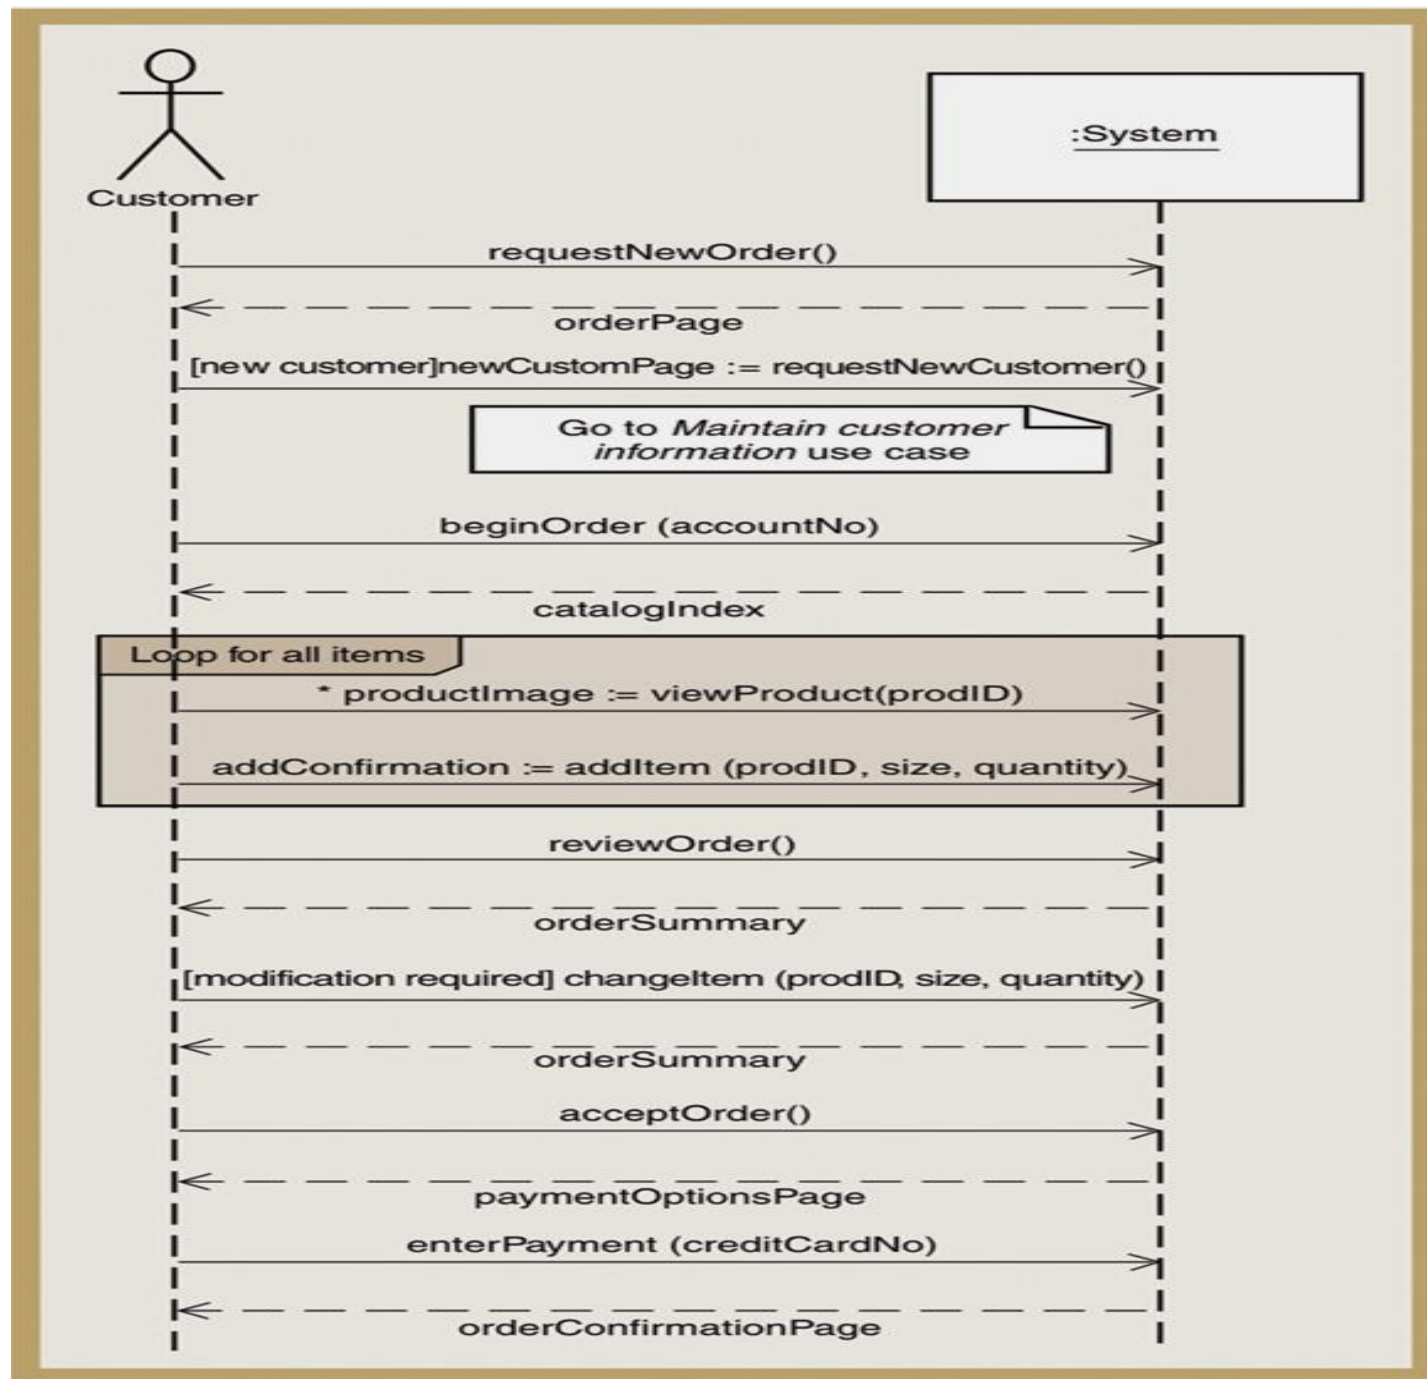 Customer
:System
requestNewOrder()
orderPage
[new customer]newCustomPage := requestNewCustomer()
Go to Maintain customer
information use case
beginOrder (accountNo)
catalogIndex
Loop for all items
* productImage := viewProduct(prodID)
addConfirmation := addItem (prodID, size, quantity)
reviewOrder()
orderSummary
[modification required] changeItem (prodID, size, quantity)
orderSummary
acceptOrder()
paymentOptionsPage
enterPayment (creditCardNo)
orderConfirmationPage